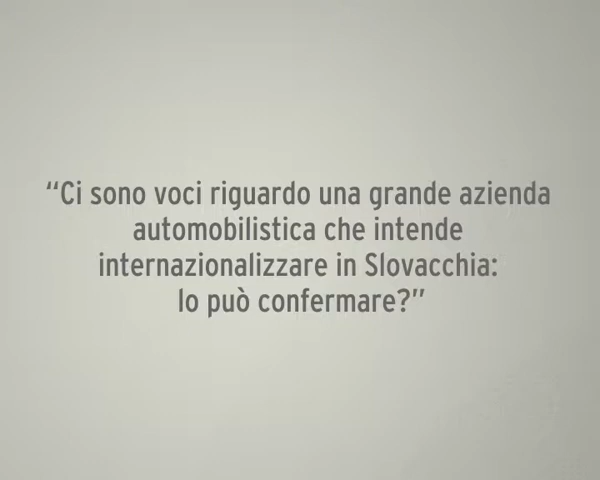 “Ci sono voci riguardo una grande azienda
automobilistica che intende
internazionalizzare in Slovacchia:
lo può confermare?”